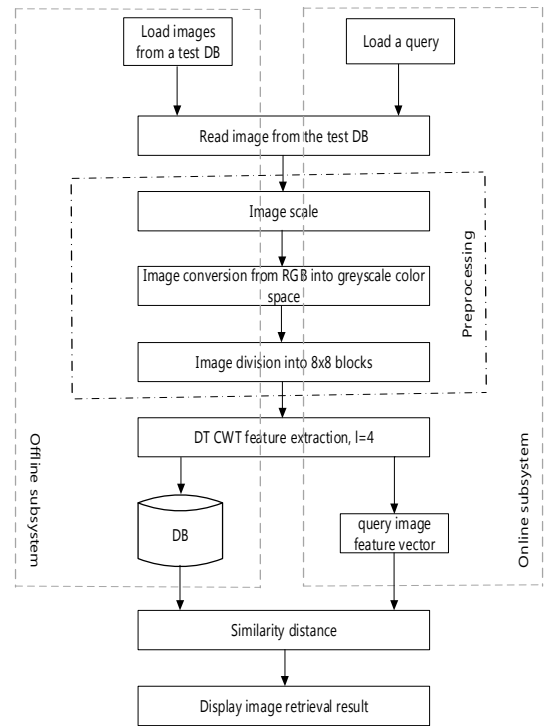 Load images
from a test DB
Load a query
Read image from the test DB
Image scale
Image conversion from RGB into greyscale color
space
Image division into 8x8 blocks
Preprocessing
DT CWT feature extraction, l=4
Offline subsystem
Online subsystem
DB
query image
feature vector
Similarity distance
Display image retrieval result